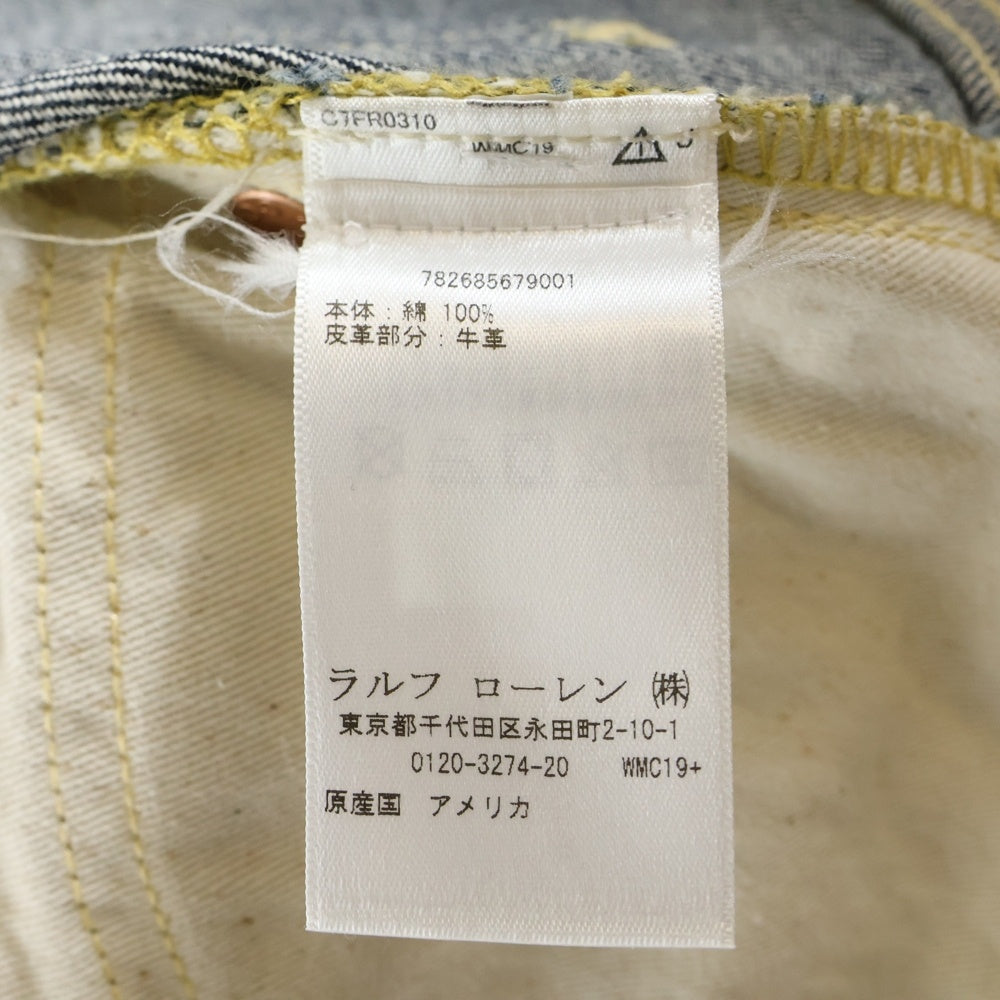 C7FR0310
WMC19
J
782685679001
本体：綿 100%
皮革部分：牛革
ラルフ ローレン ㈱
東京都千代田区永田町2-10-1
0120-3274-20 WMC19+
原産国 アメリカ